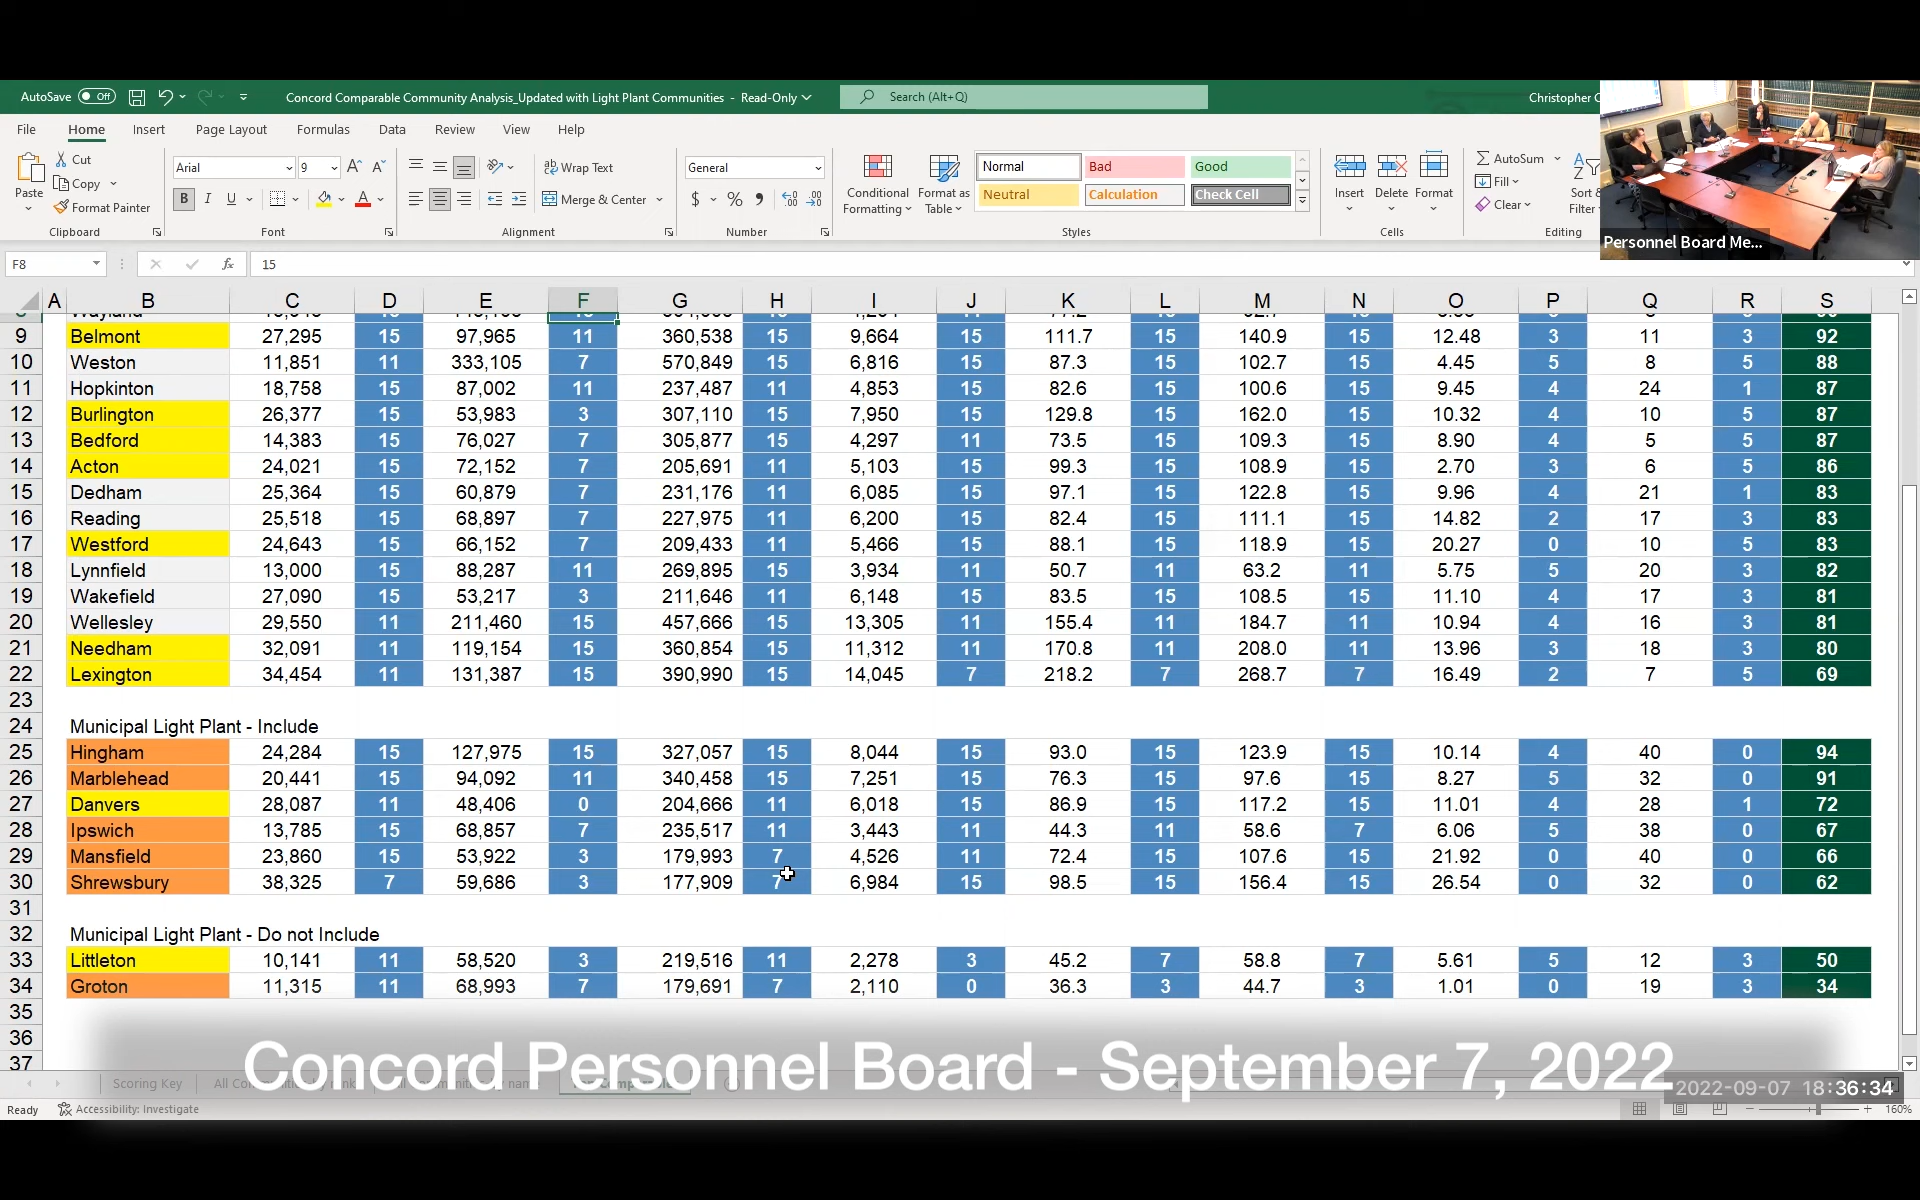 AutoSave Off Concord Comparable Community Analysis_Updated with Light Plant Communities - Read-Only Search (Alt+Q) Christopher C
File Home Insert Page Layout Formulas Data Review View Help
Cut
Copy
Format Painter
Paste
Clipboard
Arial 9
B I U
Font
Wrap Text
Merge & Center
Alignment
General
$ %
Number
Conditional Formatting
Format as Table
Normal Bad Good
Neutral Calculation Check Cell
Styles
Insert Delete Format
Cells
AutoSum
Fill
Clear
Sort &
Filter
Editing
Personnel Board Me...
F8 fx 15
A B C D E F G H I J K L M N O P Q R S
9 Belmont 27,295 15 97,965 11 360,538 15 9,664 15 111.7 15 140.9 15 12.48 3 11 3 92
10 Weston 11,851 11 333,105 7 570,849 15 6,816 15 87.3 15 102.7 15 4.45 5 8 5 88
11 Hopkinton 18,758 15 87,002 11 237,487 11 4,853 15 82.6 15 100.6 15 9.45 4 24 1 87
12 Burlington 26,377 15 53,983 3 307,110 15 7,950 15 129.8 15 162.0 15 10.32 4 10 5 87
13 Bedford 14,383 15 76,027 7 305,877 15 4,297 11 73.5 15 109.3 15 8.90 4 5 5 87
14 Acton 24,021 15 72,152 7 205,691 11 5,103 15 99.3 15 108.9 15 2.70 3 6 5 86
15 Dedham 25,364 15 60,879 7 231,176 11 6,085 15 97.1 15 122.8 15 9.96 4 21 1 83
16 Reading 25,518 15 68,897 7 227,975 11 6,200 15 82.4 15 111.1 15 14.82 2 17 3 83
17 Westford 24,643 15 66,152 7 209,433 11 5,466 15 88.1 15 118.9 15 20.27 0 10 5 83
18 Lynnfield 13,000 15 88,287 11 269,895 15 3,934 11 50.7 11 63.2 11 5.75 5 20 3 82
19 Wakefield 27,090 15 53,217 3 211,646 11 6,148 15 83.5 15 108.5 15 11.10 4 17 3 81
20 Wellesley 29,550 11 211,460 15 457,666 15 13,305 11 155.4 11 184.7 11 10.94 4 16 3 81
21 Needham 32,091 11 119,154 15 360,854 15 11,312 11 170.8 11 208.0 11 13.96 3 18 3 80
22 Lexington 34,454 11 131,387 15 390,990 15 14,045 7 218.2 7 268.7 7 16.49 2 7 5 69
23
24 Municipal Light Plant - Include
25 Hingham 24,284 15 127,975 15 327,057 15 8,044 15 93.0 15 123.9 15 10.14 4 40 0 94
26 Marblehead 20,441 15 94,092 11 340,458 15 7,251 15 76.3 15 97.6 15 8.27 5 32 0 91
27 Danvers 28,087 11 48,406 0 204,666 11 6,018 15 86.9 15 117.2 15 11.01 4 28 1 72
28 Ipswich 13,785 15 68,857 7 235,517 11 3,443 11 44.3 11 58.6 7 6.06 5 38 0 67
29 Mansfield 23,860 15 53,922 3 179,993 7 4,526 11 72.4 15 107.6 15 21.92 0 40 0 66
30 Shrewsbury 38,325 7 59,686 3 177,909 7 6,984 15 98.5 15 156.4 15 26.54 0 32 0 62
31
32 Municipal Light Plant - Do not Include
33 Littleton 10,141 11 58,520 3 219,516 11 2,278 3 45.2 7 58.8 7 5.61 5 12 3 50
34 Groton 11,315 11 68,993 7 179,691 7 2,110 0 36.3 3 44.7 3 1.01 0 19 3 34
35
36
37
Concord Personnel Board - September 7, 2022
Scoring Key
2022-09-07 18:36:34
Ready Accessibility: Investigate 160%